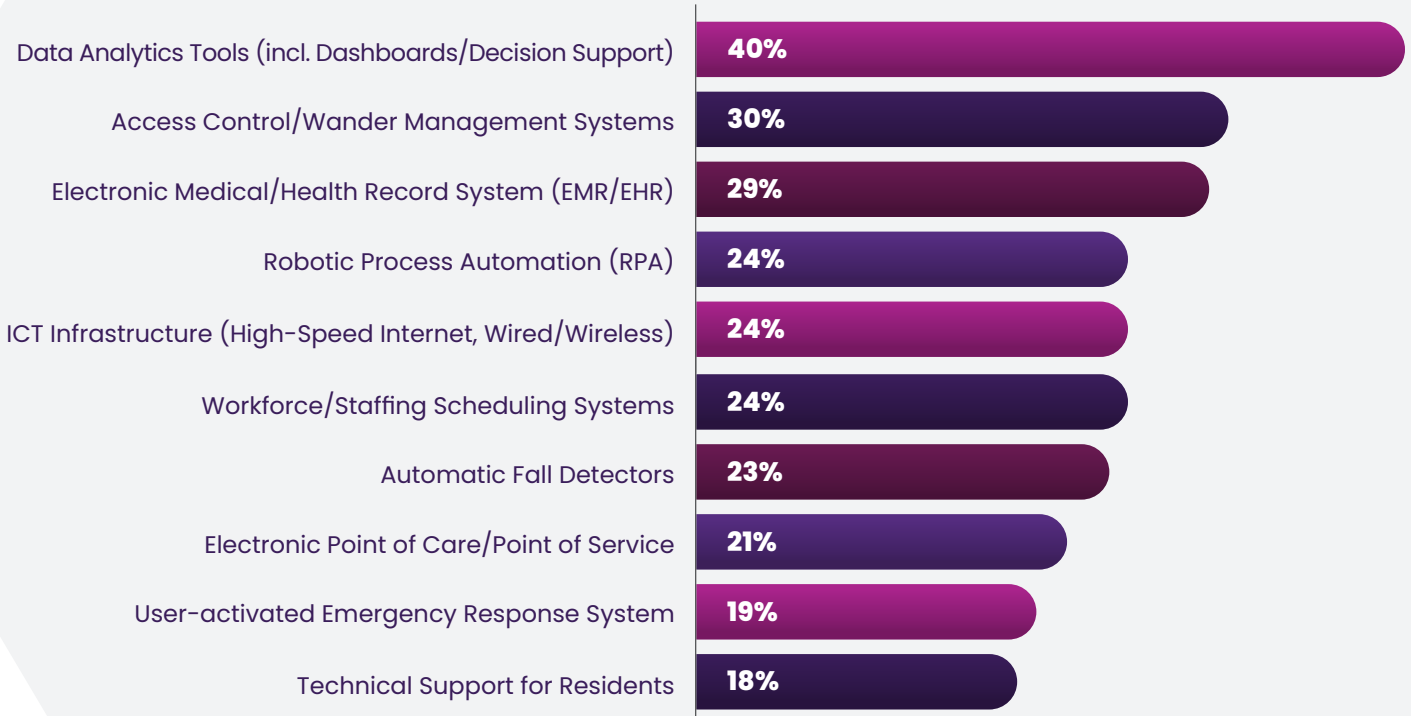 Data Analytics Tools (incl. Dashboards/Decision Support) 40%
Access Control/Wander Management Systems 30%
Electronic Medical/Health Record System (EMR/EHR) 29%
Robotic Process Automation (RPA) 24%
ICT Infrastructure (High-Speed Internet, Wired/Wireless) 24%
Workforce/Staffing Scheduling Systems 24%
Automatic Fall Detectors 23%
Electronic Point of Care/Point of Service 21%
User-activated Emergency Response System 19%
Technical Support for Residents 18%